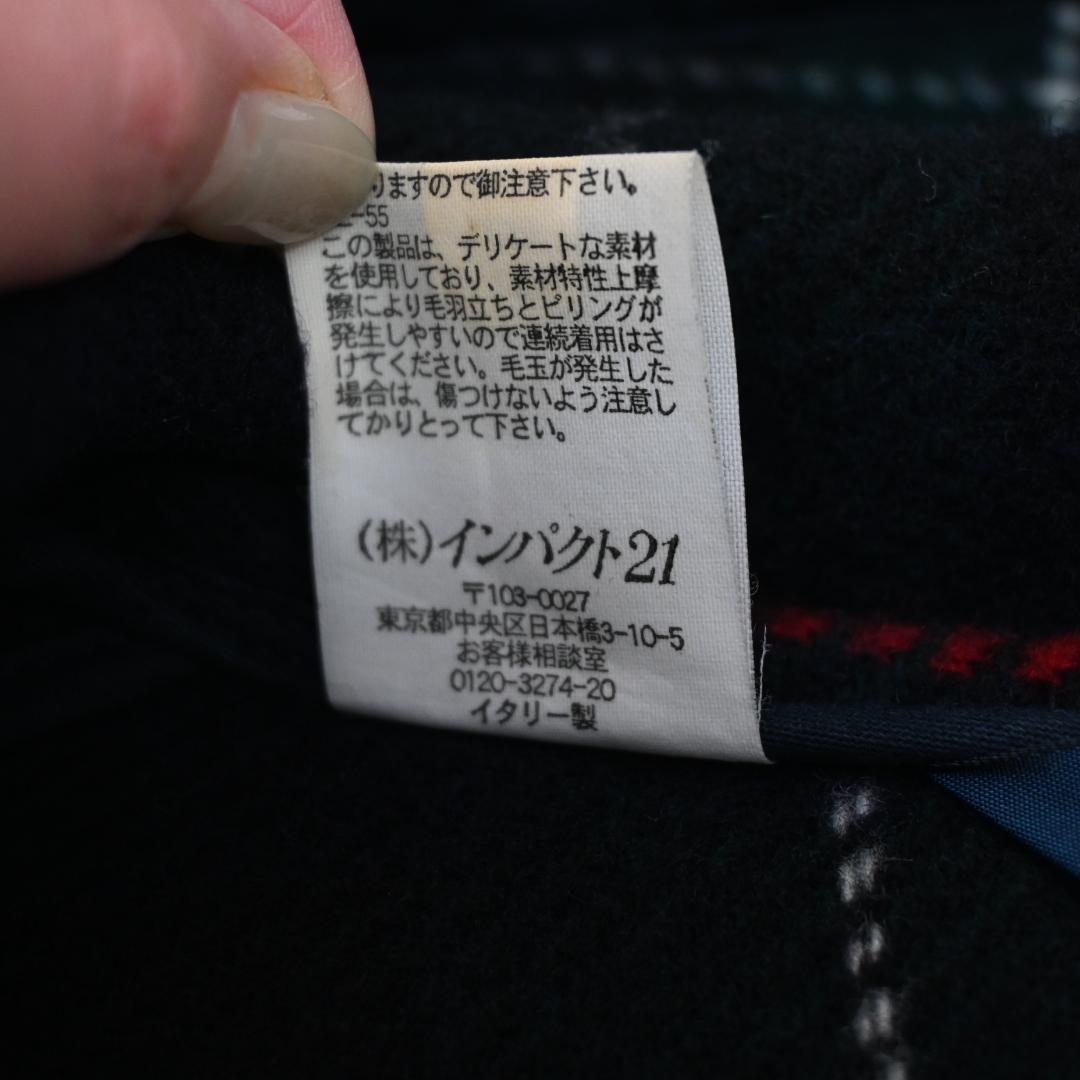 りますので御注意下さい。
-55
この製品は、デリケートな素材
を使用しており、素材特性上摩
擦により毛羽立ちとピリングが
発生しやすいので連続着用はさ
けてください。毛玉が発生した
場合は、傷つけないよう注意し
てかりとって下さい。
(株)インパクト21
〒103-0027
東京都中央区日本橋3-10-5
お客様相談室
0120-3274-20
イタリー製